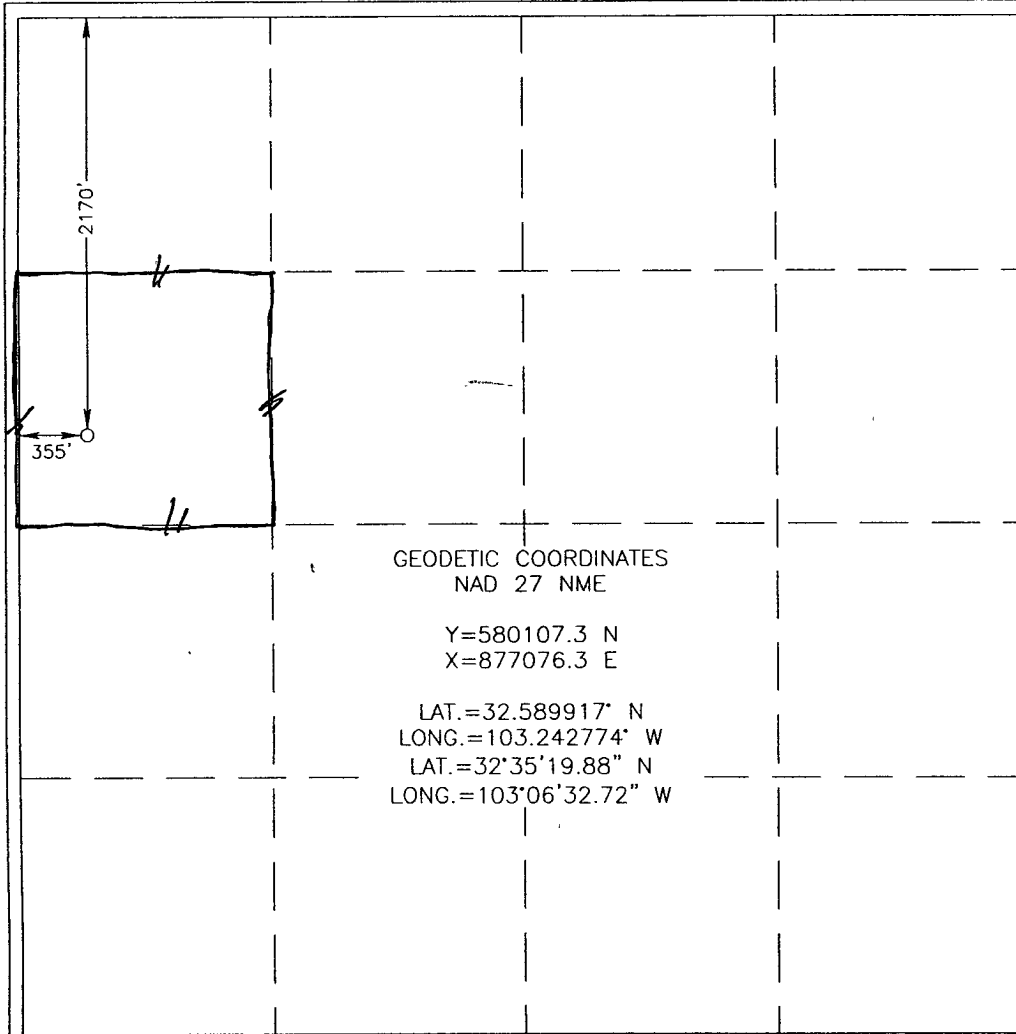 2170'
355'
GEODETIC COORDINATES
NAD 27 NME
Y=580107.3 N
X=877076.3 E
LAT.=32.589917° N
LONG.=103.242774° W
LAT.=32°35'19.88" N
LONG.=103°06'32.72" W